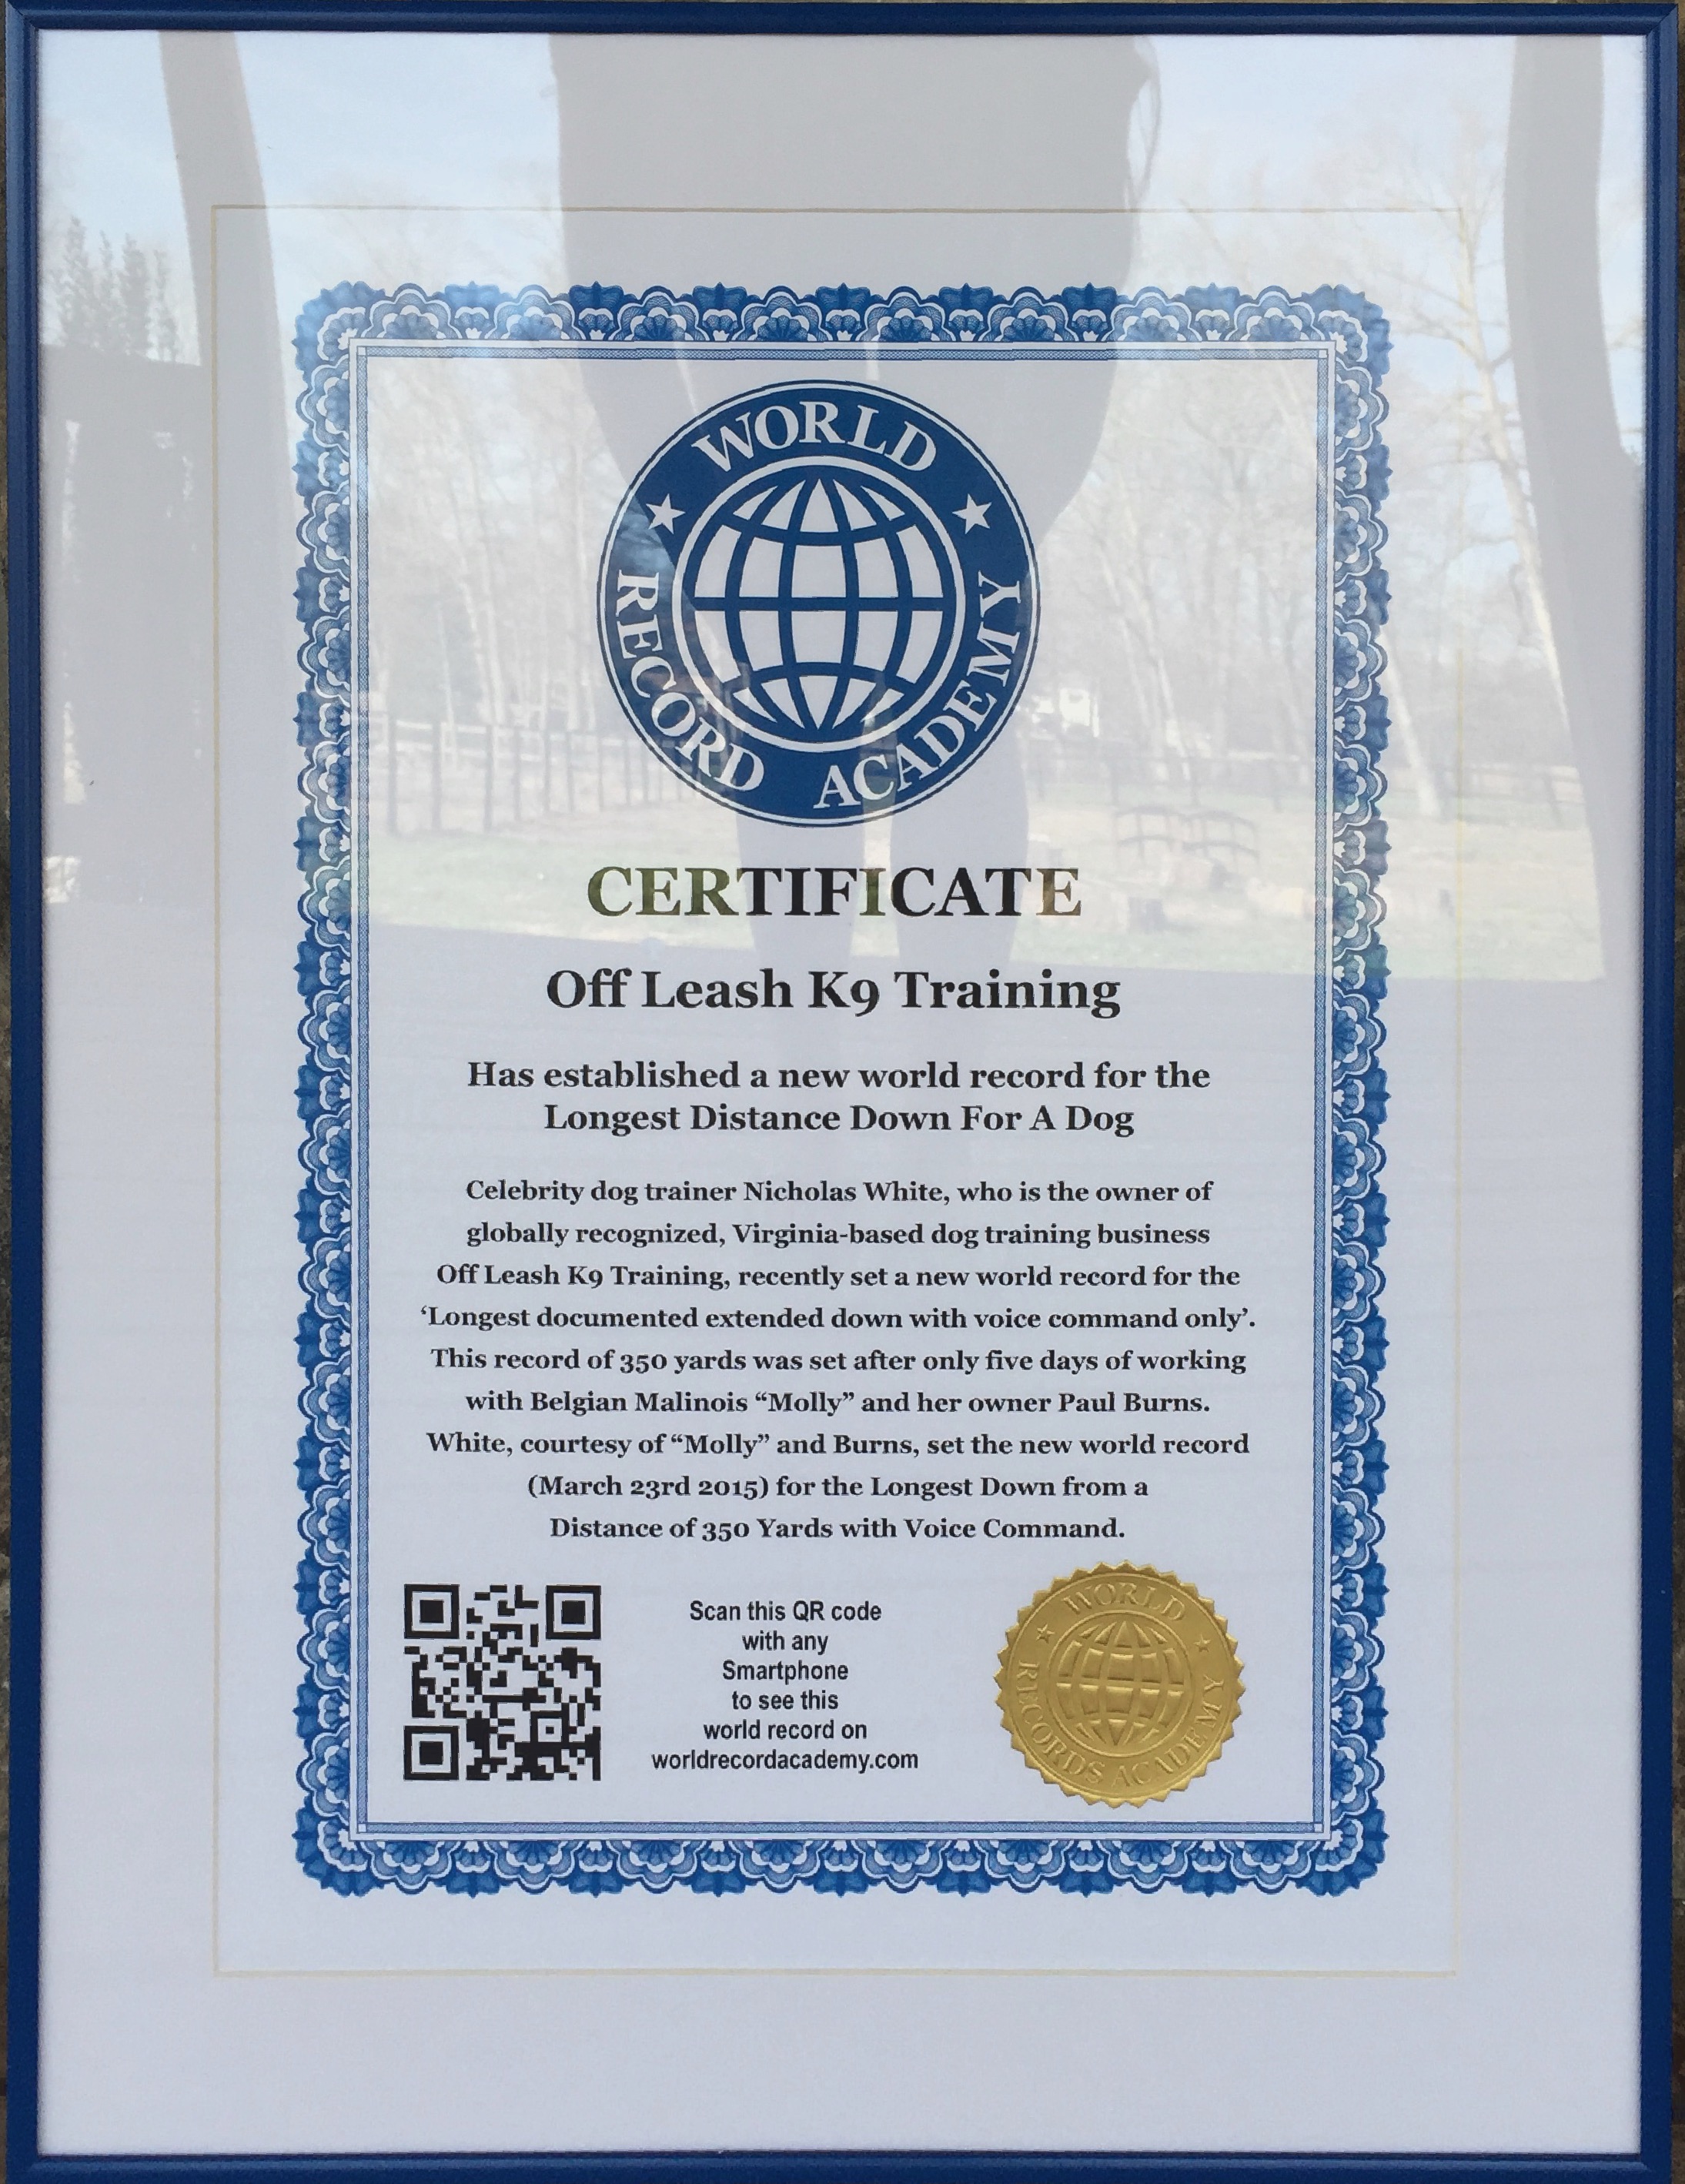 WORLD
RECORD ACADEMY
CERTIFICATE
Off Leash K9 Training
Has established a new world record for the
Longest Distance Down For A Dog
Celebrity dog trainer Nicholas White, who is the owner of
globally recognized, Virginia-based dog training business
Off Leash K9 Training, recently set a new world record for the
‘Longest documented extended down with voice command only’.
This record of 350 yards was set after only five days of working
with Belgian Malinois “Molly” and her owner Paul Burns.
White, courtesy of “Molly” and Burns, set the new world record
(March 23rd 2015) for the Longest Down from a
Distance of 350 Yards with Voice Command.
Scan this QR code
with any
Smartphone
to see this
world record on
worldrecordacademy.com
WORLD
RECORDS ACADEMY